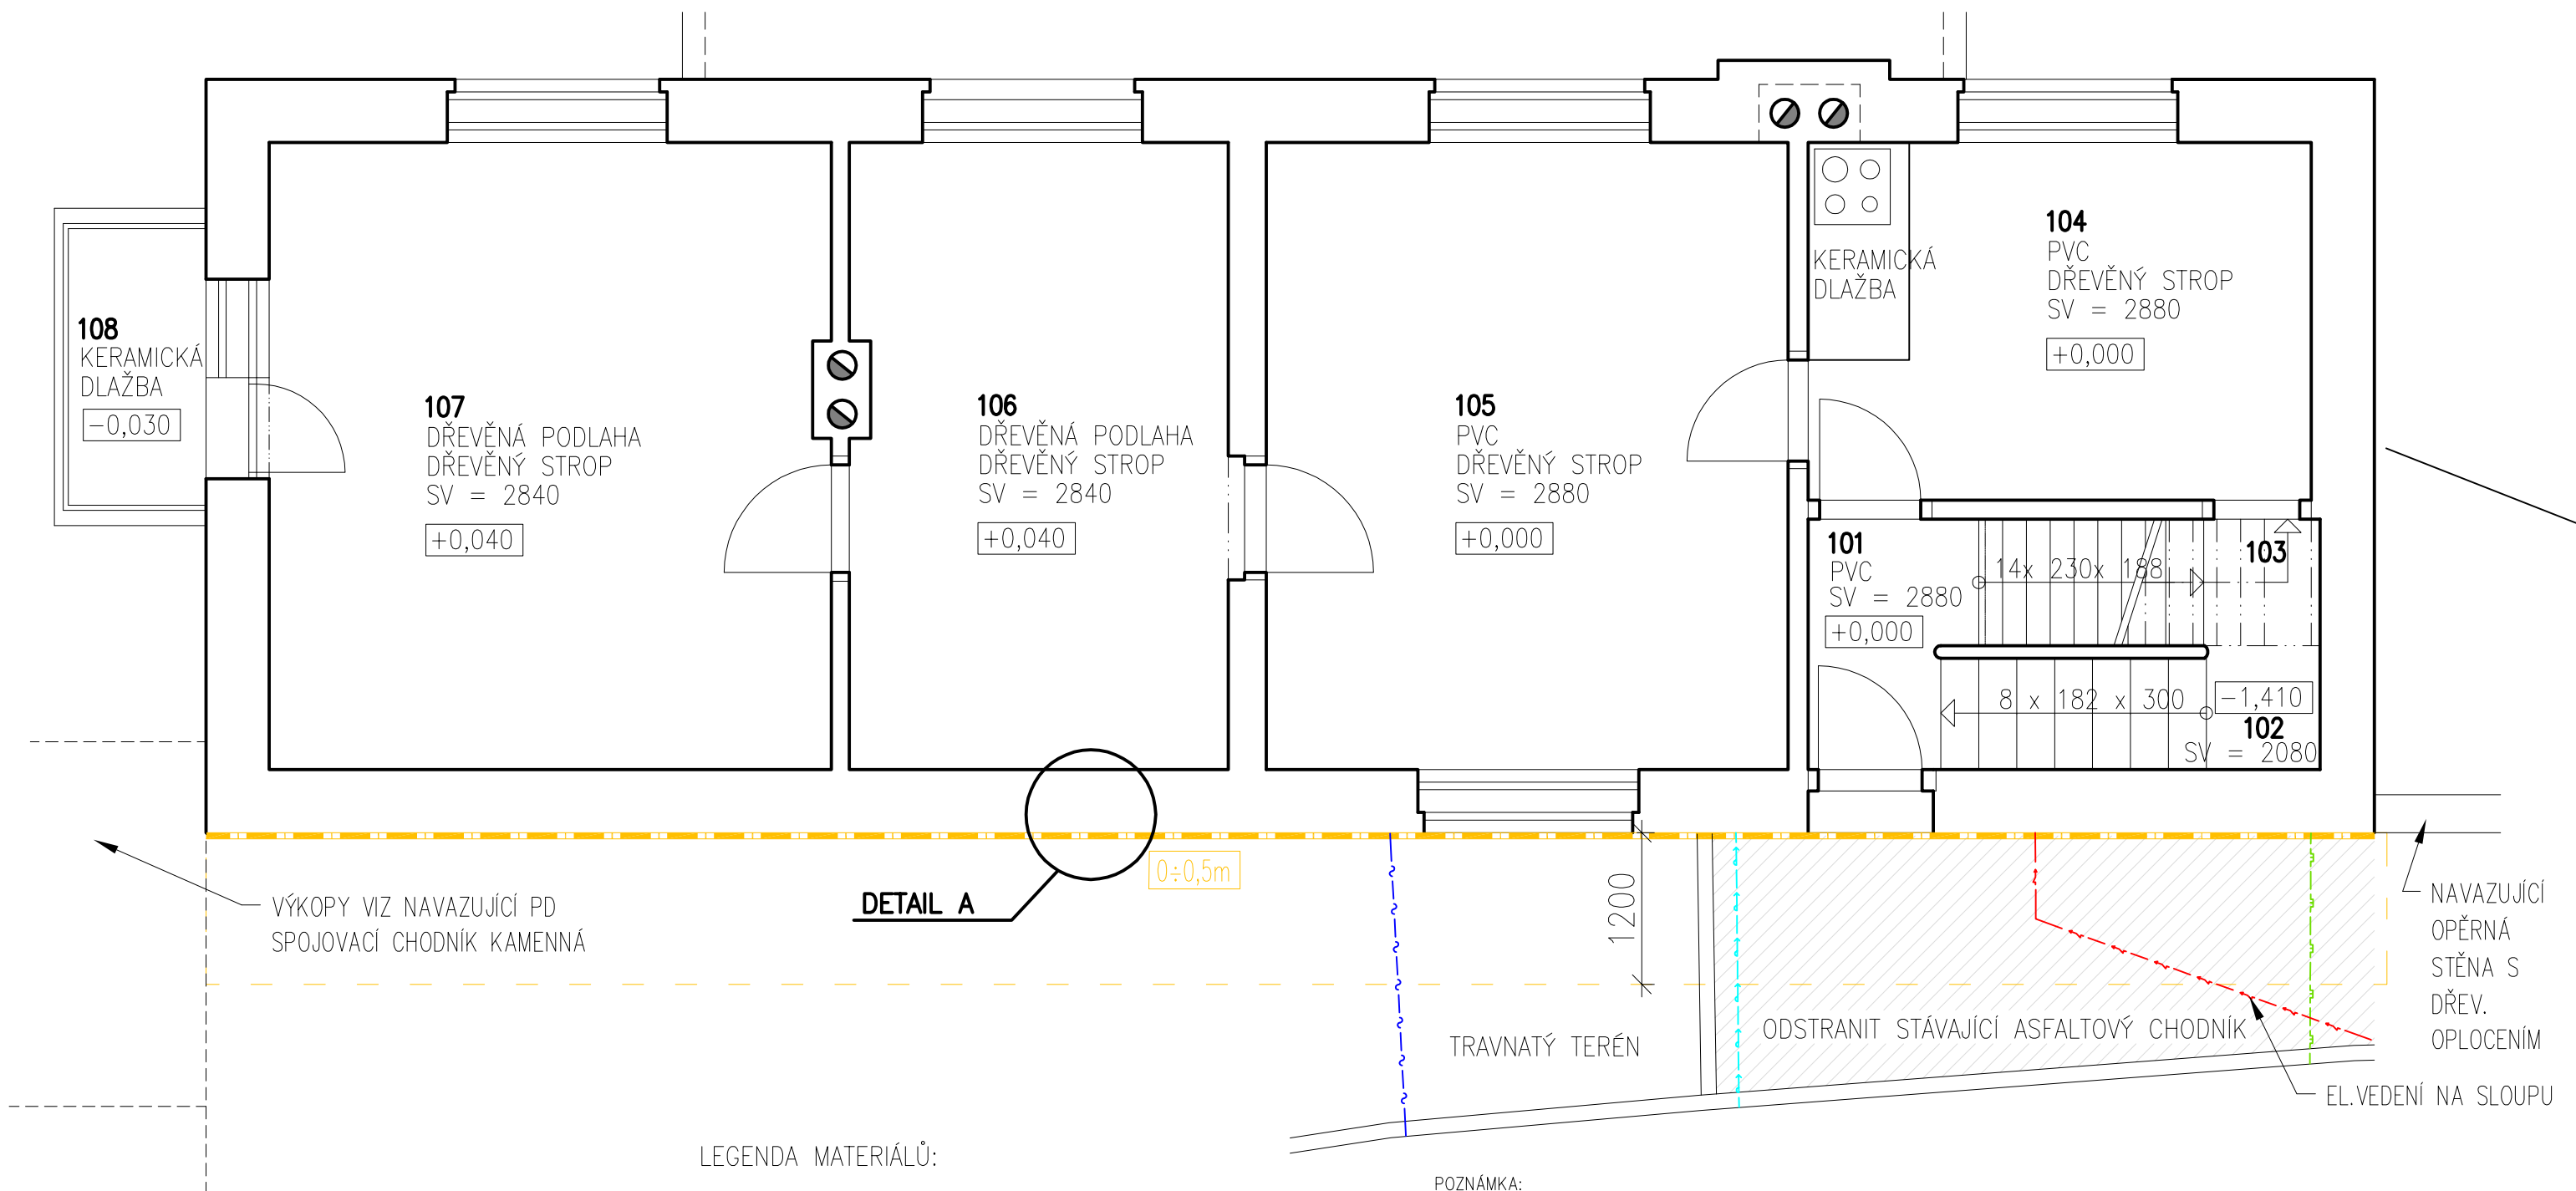 108
KERAMICKÁ
DLAŽBA
-0,030
107
DŘEVĚNÁ PODLAHA
DŘEVĚNÝ STROP
SV = 2840
+0,040
106
DŘEVĚNÁ PODLAHA
DŘEVĚNÝ STROP
SV = 2840
+0,040
105
PVC
DŘEVĚNÝ STROP
SV = 2880
+0,000
KERAMICKÁ
DLAŽBA
104
PVC
DŘEVĚNÝ STROP
SV = 2880
+0,000
101
PVC
SV = 2880
+0,000
14x 230x 188
103
8 x 182 x 300
-1,410
102
SV = 2080
VÝKOPY VIZ NAVAZUJÍCÍ PD
SPOJOVACÍ CHODNÍK KAMENNÁ
DETAIL A
0÷0,5m
1200
TRAVNATÝ TERÉN
ODSTRANIT STÁVAJÍCÍ ASFALTOVÝ CHODNÍK
NAVAZUJÍCÍ
OPĚRNÁ
STĚNA S
DŘEV.
OPLOCENÍM
EL.VEDENÍ NA SLOUPU
LEGENDA MATERIÁLŮ:
POZNÁMKA: